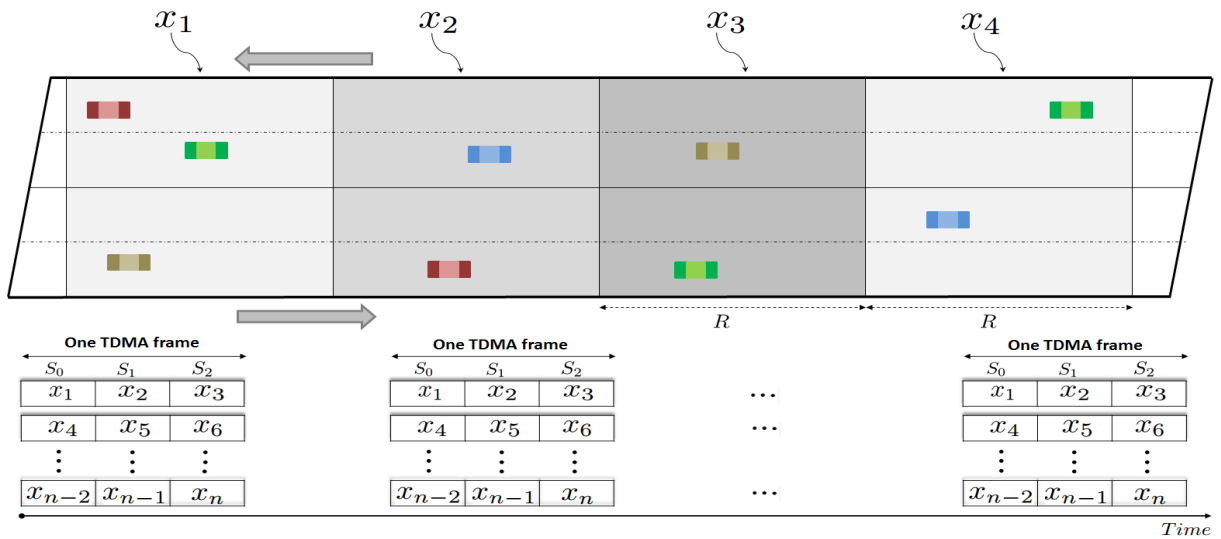 x1 x2 x3 x4
R R
One TDMA frame One TDMA frame One TDMA frame
S0 S1 S2 S0 S1 S2 S0 S1 S2
x1 x2 x3 x1 x2 x3 ... x1 x2 x3
x4 x5 x6 x4 x5 x6 ... x4 x5 x6
⋮ ⋮ ⋮ ⋮ ⋮ ⋮ ⋮ ⋮ ⋮
xn−2 xn−1 xn xn−2 xn−1 xn ... xn−2 xn−1 xn
Time